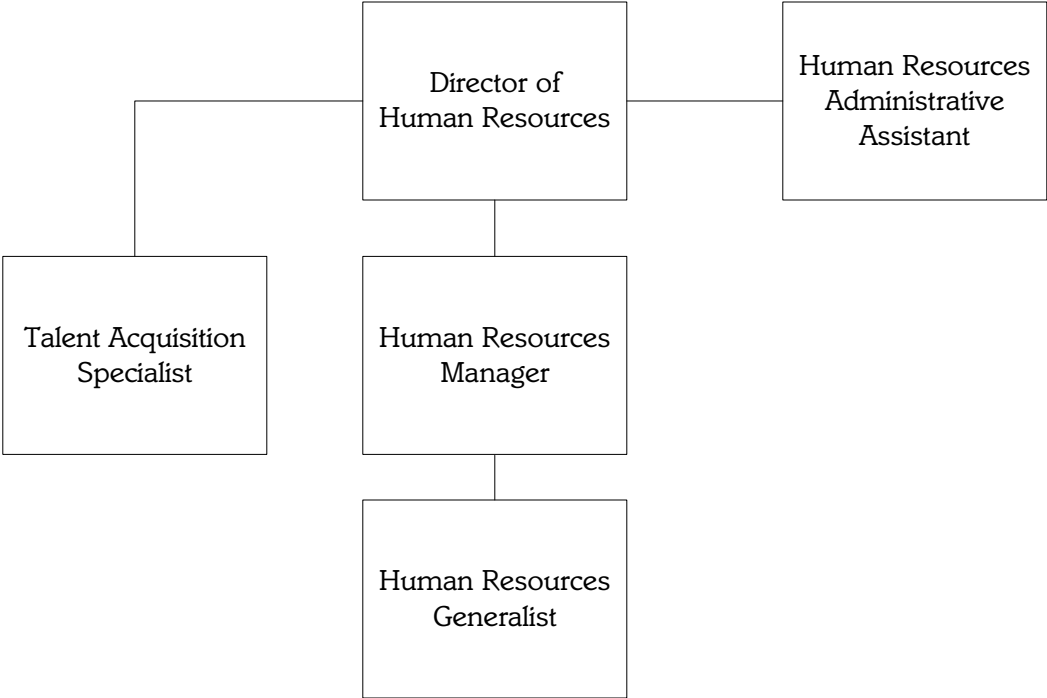 Director of
Human Resources
Human Resources
Administrative
Assistant
Talent Acquisition
Specialist
Human Resources
Manager
Human Resources
Generalist